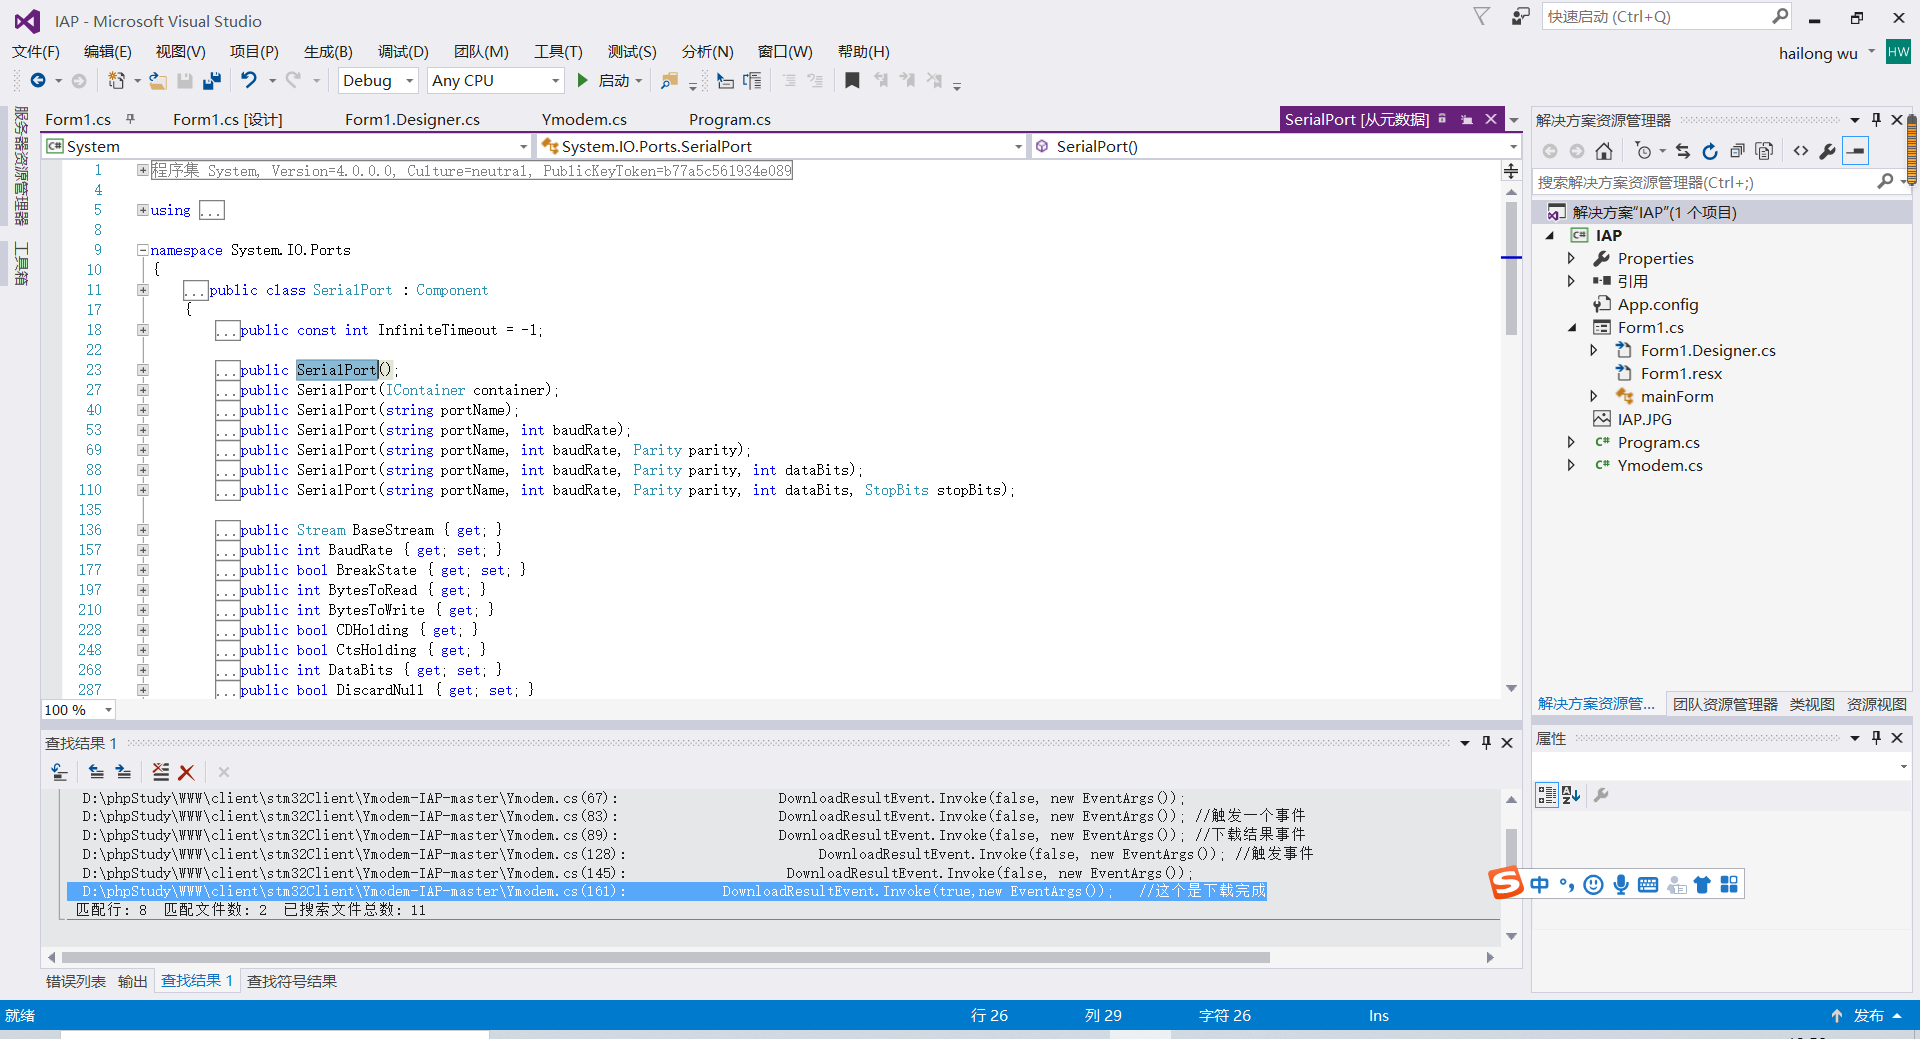 IAP - Microsoft Visual Studio
快速启动 (Ctrl+Q)
文件(F) 编辑(E) 视图(V) 项目(P) 生成(B) 调试(D) 团队(M) 工具(T) 测试(S) 分析(N) 窗口(W) 帮助(H)
hailong wu HW
Debug Any CPU 启动
服务器资源管理器
工具箱
Form1.cs Form1.cs [设计] Form1.Designer.cs Ymodem.cs Program.cs SerialPort [从元数据]
System System.IO.Ports.SerialPort SerialPort()
1 程序集 System, Version=4.0.0.0, Culture=neutral, PublicKeyToken=b77a5c561934e089
4
5 using ...
8
9 namespace System.IO.Ports
10 {
11 ...public class SerialPort : Component
17 {
18 ...public const int InfiniteTimeout = -1;
22
23 ...public SerialPort();
27 ...public SerialPort(IContainer container);
40 ...public SerialPort(string portName);
53 ...public SerialPort(string portName, int baudRate);
69 ...public SerialPort(string portName, int baudRate, Parity parity);
88 ...public SerialPort(string portName, int baudRate, Parity parity, int dataBits);
110 ...public SerialPort(string portName, int baudRate, Parity parity, int dataBits, StopBits stopBits);
135
136 ...public Stream BaseStream { get; }
157 ...public int BaudRate { get; set; }
177 ...public bool BreakState { get; set; }
197 ...public int BytesToRead { get; }
210 ...public int BytesToWrite { get; }
228 ...public bool CDHolding { get; }
248 ...public bool CtsHolding { get; }
268 ...public int DataBits { get; set; }
287 ...public bool DiscardNull { get; set; }
100 %
查找结果 1
D:\phpStudy\WWW\client\stm32Client\Ymodem-IAP-master\Ymodem.cs(67): DownloadResultEvent.Invoke(false, new EventArgs());
D:\phpStudy\WWW\client\stm32Client\Ymodem-IAP-master\Ymodem.cs(83): DownloadResultEvent.Invoke(false, new EventArgs()); //触发一个事件
D:\phpStudy\WWW\client\stm32Client\Ymodem-IAP-master\Ymodem.cs(89): DownloadResultEvent.Invoke(false, new EventArgs()); //下载结果事件
D:\phpStudy\WWW\client\stm32Client\Ymodem-IAP-master\Ymodem.cs(128): DownloadResultEvent.Invoke(false, new EventArgs()); //触发事件
D:\phpStudy\WWW\client\stm32Client\Ymodem-IAP-master\Ymodem.cs(145): DownloadResultEvent.Invoke(false, new EventArgs());
D:\phpStudy\WWW\client\stm32Client\Ymodem-IAP-master\Ymodem.cs(161): DownloadResultEvent.Invoke(true,new EventArgs()); //这个是下载完成
匹配行: 8 匹配文件数: 2 已搜索文件总数: 11
错误列表 输出 查找结果 1 查找符号结果
解决方案资源管理器
搜索解决方案资源管理器(Ctrl+;)
解决方案"IAP"(1 个项目)
IAP
Properties
引用
App.config
Form1.cs
Form1.Designer.cs
Form1.resx
mainForm
IAP.JPG
Program.cs
Ymodem.cs
解决方案资源管... 团队资源管理器 类视图 资源视图
属性
中
就绪 行 26 列 29 字符 26 Ins 发布